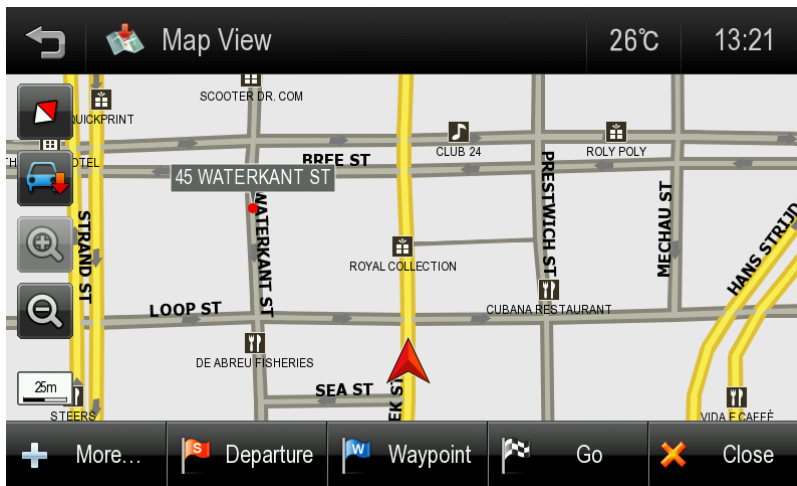 Map View
26°C
13:21
SCOOTER DR. COM
QUICKPRINT
CLUB 24
ROLY POLY
BREE ST
45 WATERKANT ST
STRAND ST
WATERKANT ST
PRESTWICH ST
MECHAU ST
HANS STRIJD
ROYAL COLLECTION
LOOP ST
CUBANA RESTAURANT
DE ABREU FISHERIES
25m
SEA ST
EK ST
STEERS
VIDA E CAFFÈ
More...
S
Departure
W
Waypoint
Go
Close